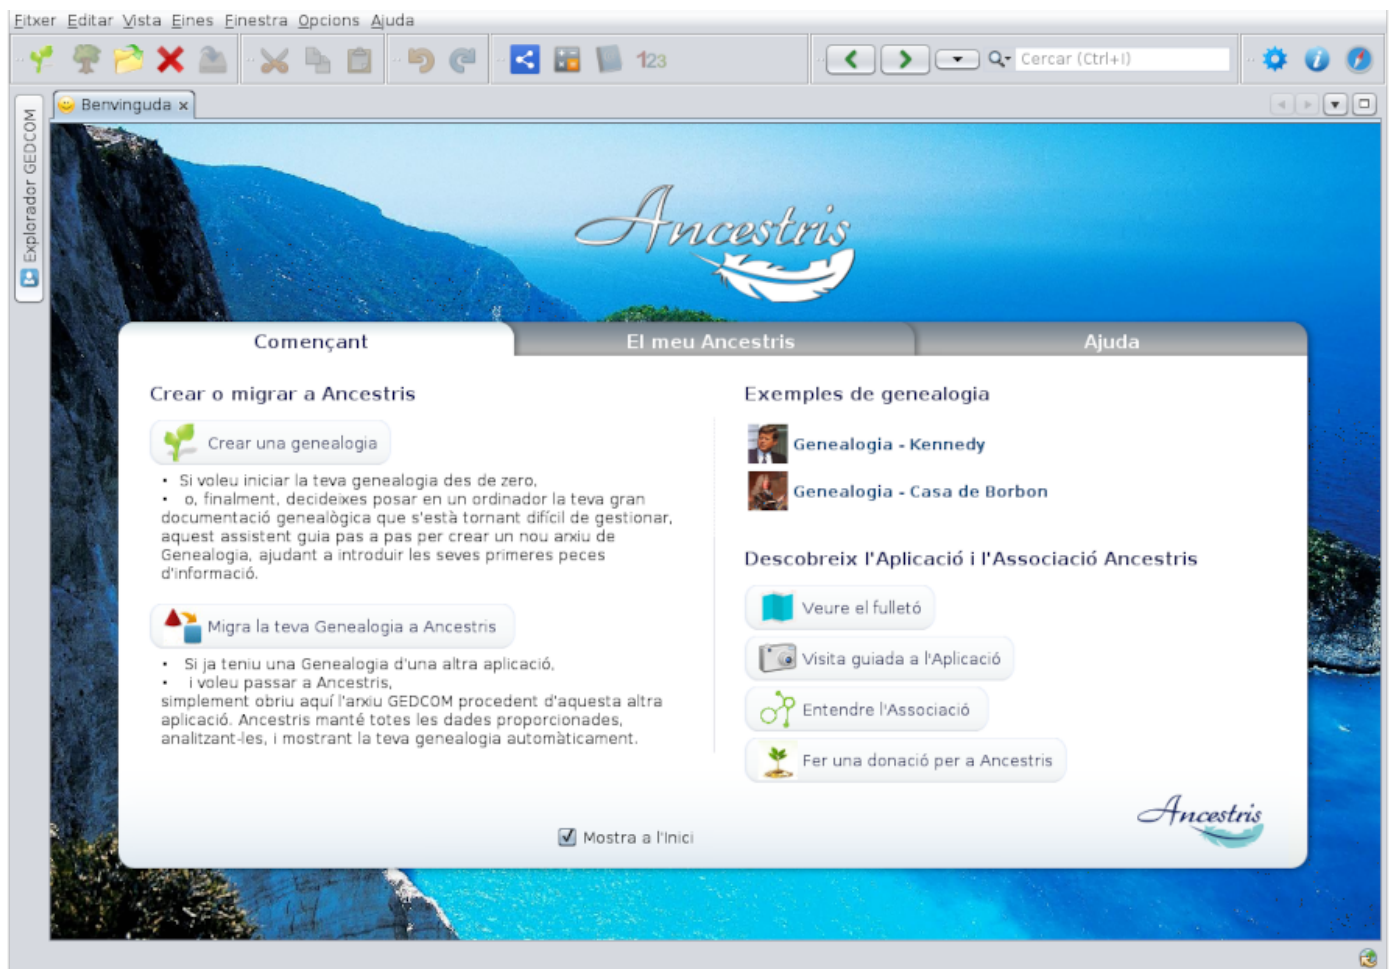 Fitxer Editar Vista Eines Finestra Opcions Ajuda
123
Cercar (Ctrl+I)
Benvinguda
Explorador GEDCOM
Ancestris
Començant
El meu Ancestris
Ajuda
Crear o migrar a Ancestris
Crear una genealogia
• Si voleu iniciar la teva genealogia des de zero,
• o, finalment, decideixes posar en un ordinador la teva gran
documentació genealògica que s'està tornant difícil de gestionar,
aquest assistent guia pas a pas per crear un nou arxiu de
Genealogia, ajudant a introduir les seves primeres peces
d'informació.
Migra la teva Genealogia a Ancestris
• Si ja teniu una Genealogia d'una altra aplicació,
• i voleu passar a Ancestris,
simplement obriu aquí l'arxiu GEDCOM procedent d'aquesta altra
aplicació. Ancestris manté totes les dades proporcionades,
analitzant-les, i mostrant la teva genealogia automàticament.
Exemples de genealogia
Genealogia - Kennedy
Genealogia - Casa de Borbon
Descobreix l'Aplicació i l'Associació Ancestris
Veure el fulletó
Visita guiada a l'Aplicació
Entendre l'Associació
Fer una donació per a Ancestris
Ancestris
Mostra a l'Inici